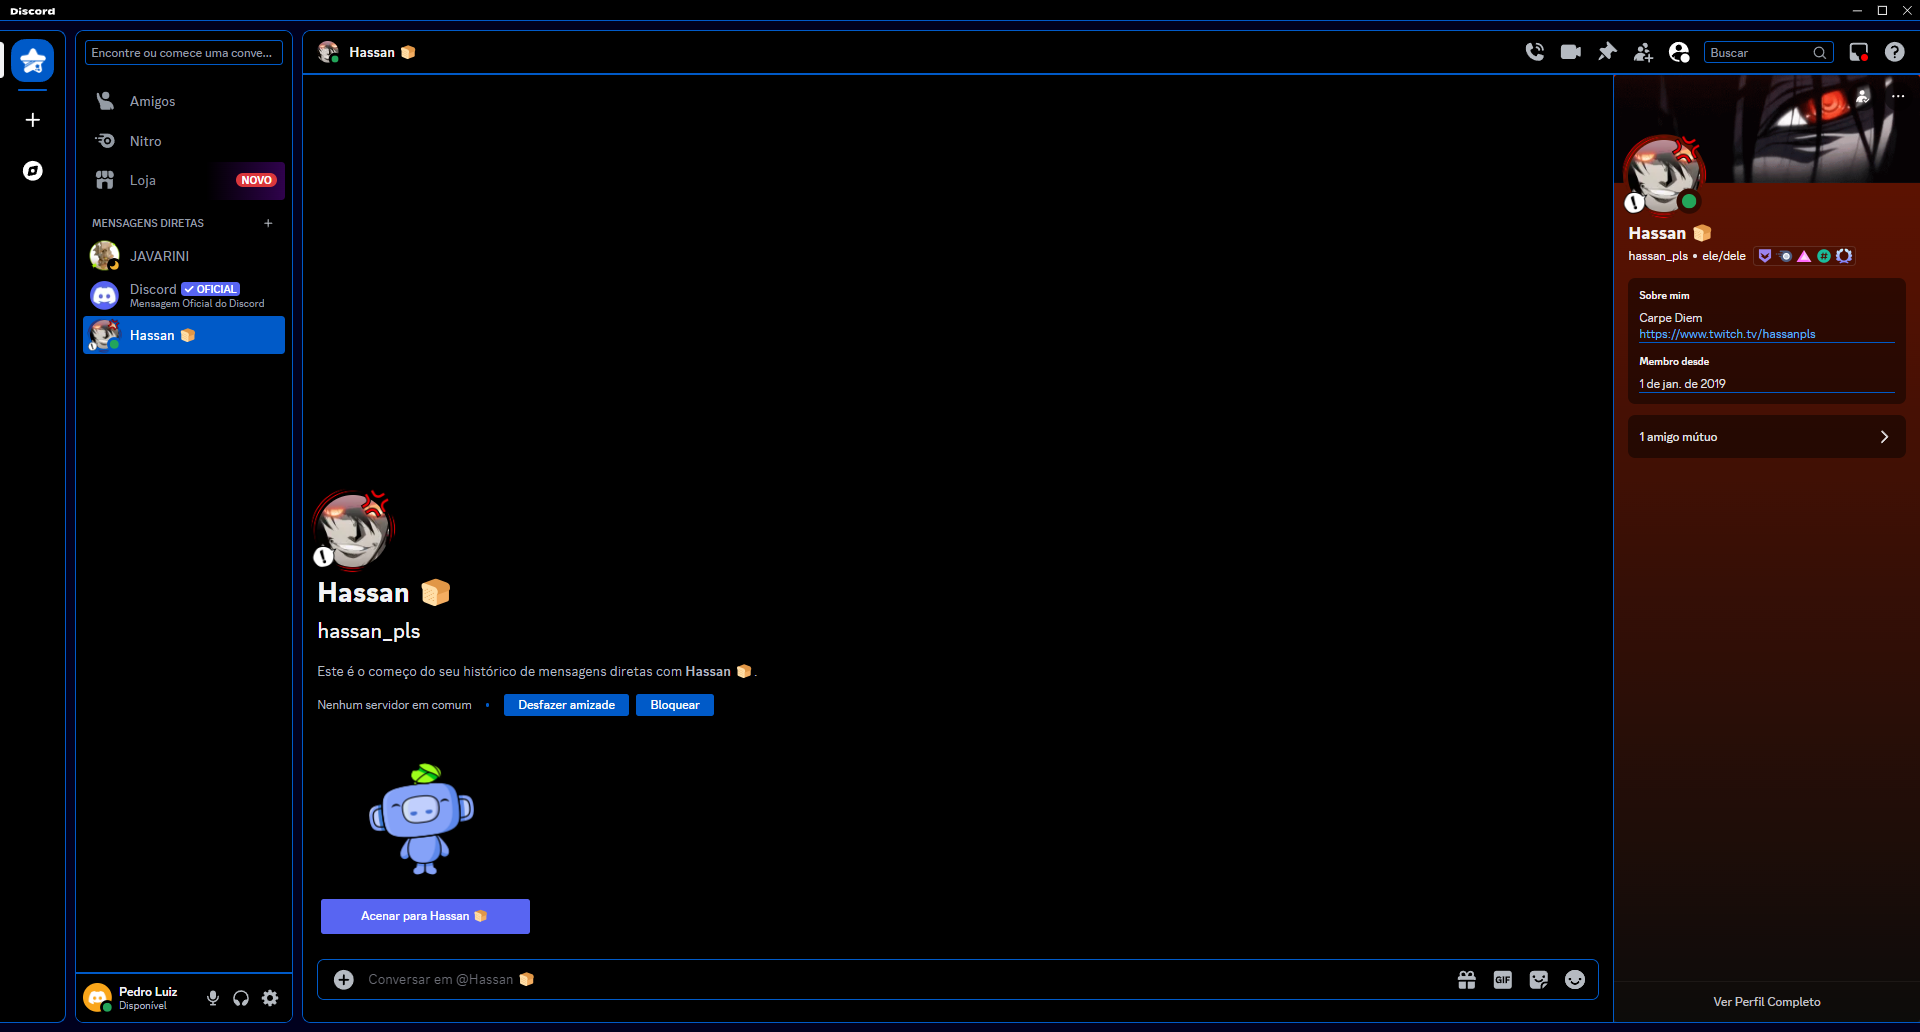 Discord
Encontre ou comece uma conve...
Amigos
Nitro
Loja
NOVO
MENSAGENS DIRETAS
JAVARINI
Discord ✓ OFICIAL
Mensagem Oficial do Discord
Hassan 🍞
Pedro Luiz
Disponível
Hassan 🍞
Buscar
Hassan 🍞
hassan_pls
Este é o começo do seu histórico de mensagens diretas com Hassan 🍞.
Nenhum servidor em comum • Desfazer amizade Bloquear
Acenar para Hassan 🍞
Conversar em @Hassan 🍞
GIF
Hassan 🍞
hassan_pls • ele/dele
Sobre mim
Carpe Diem
https://www.twitch.tv/hassanpls
Membro desde
1 de jan. de 2019
1 amigo mútuo
Ver Perfil Completo